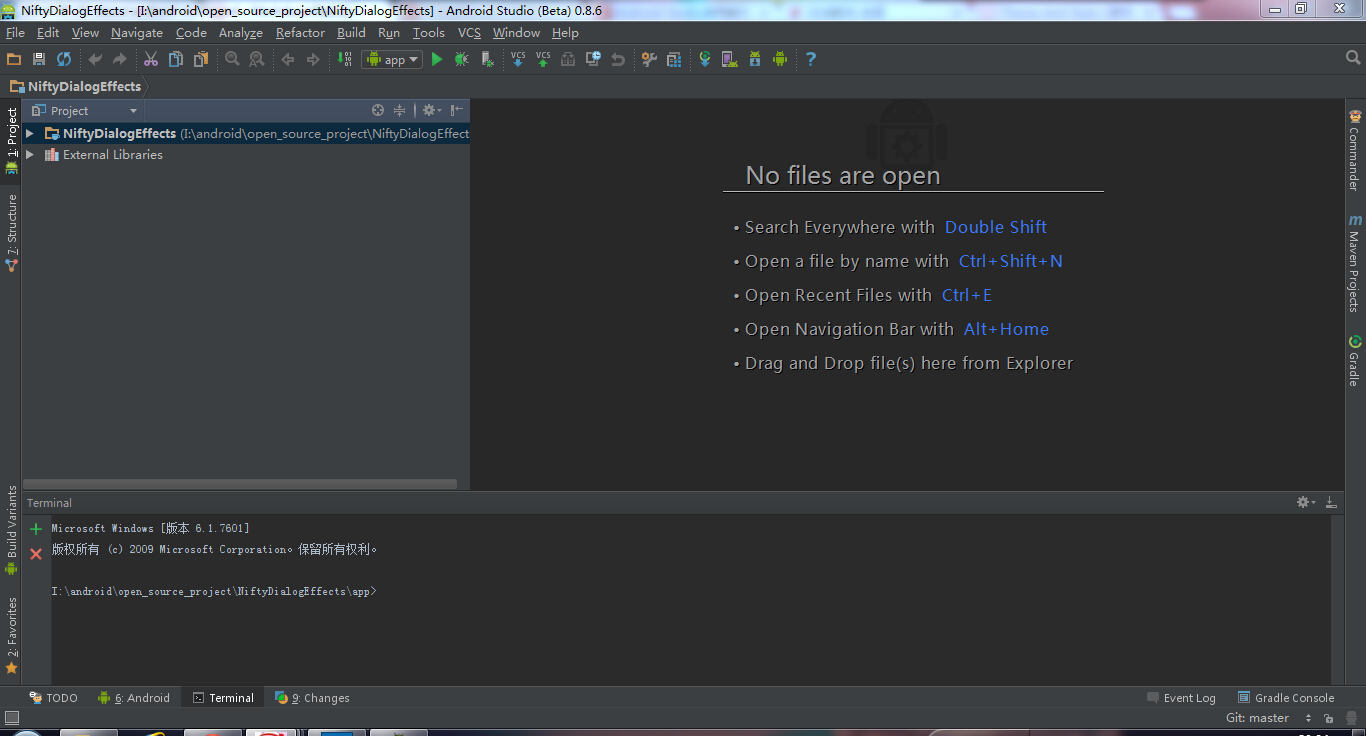 NiftyDialogEffects - [I:\android\open_source_project\NiftyDialogEffects] - Android Studio (Beta) 0.8.6
File Edit View Navigate Code Analyze Refactor Build Run Tools VCS Window Help
app VCS VCS ?
NiftyDialogEffects
Project
NiftyDialogEffects (I:\android\open_source_project\NiftyDialogEffect
External Libraries
1: Project
7: Structure
Build Variants
2: Favorites
No files are open
• Search Everywhere with Double Shift
• Open a file by name with Ctrl+Shift+N
• Open Recent Files with Ctrl+E
• Open Navigation Bar with Alt+Home
• Drag and Drop file(s) here from Explorer
Commander
m Maven Projects
Gradle
Terminal
Microsoft Windows [版本 6.1.7601]
版权所有 (c) 2009 Microsoft Corporation。保留所有权利。
I:\android\open_source_project\NiftyDialogEffects\app>
TODO 6: Android Terminal 9: Changes Event Log Gradle Console
Git: master